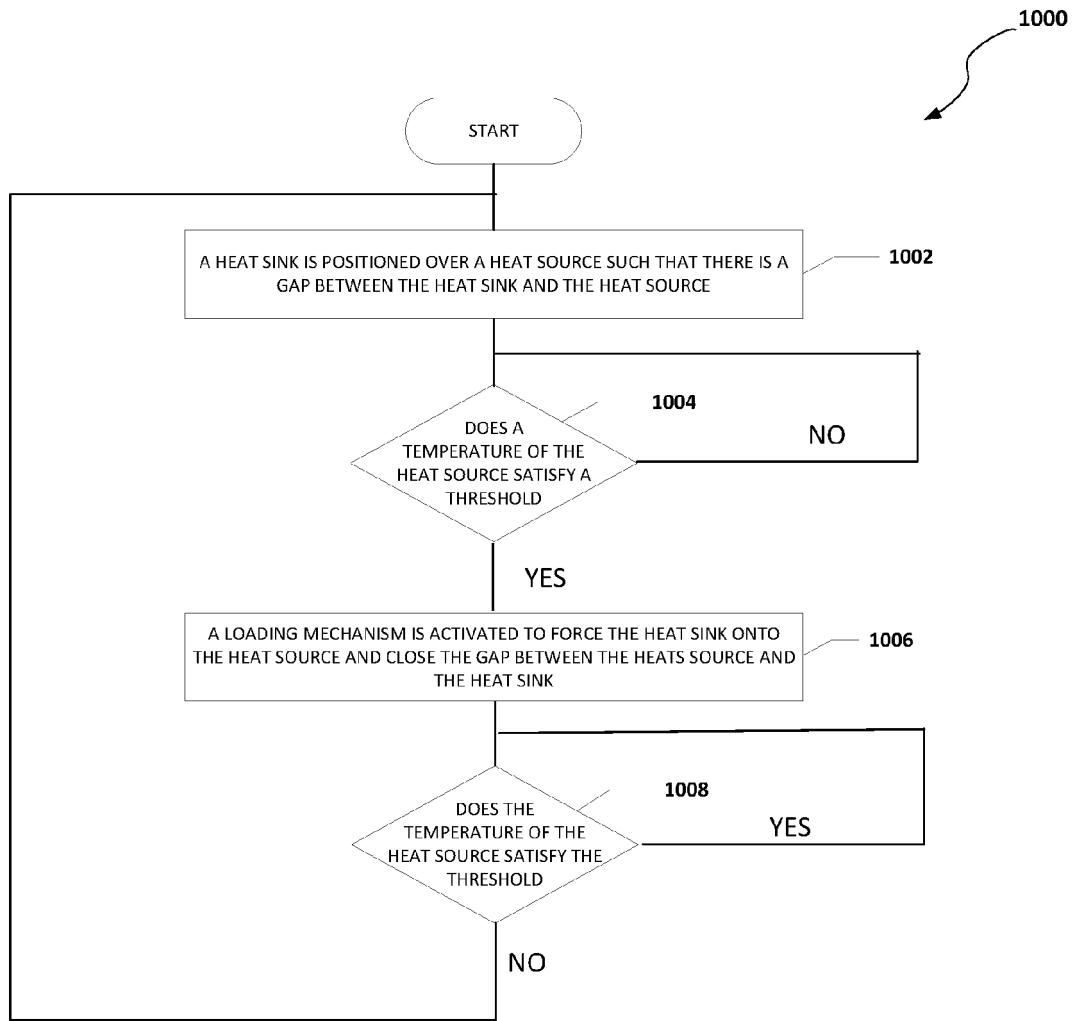 1000
START
A HEAT SINK IS POSITIONED OVER A HEAT SOURCE SUCH THAT THERE IS A
GAP BETWEEN THE HEAT SINK AND THE HEAT SOURCE
1002
1004
DOES A
TEMPERATURE OF THE
HEAT SOURCE SATISFY A
THRESHOLD
NO
YES
A LOADING MECHANISM IS ACTIVATED TO FORCE THE HEAT SINK ONTO
THE HEAT SOURCE AND CLOSE THE GAP BETWEEN THE HEATS SOURCE AND
THE HEAT SINK
1006
1008
DOES THE
TEMPERATURE OF THE
HEAT SOURCE SATISFY THE
THRESHOLD
YES
NO